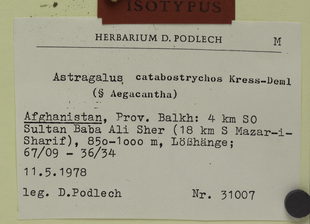 ISOTYPUS
HERBARIUM D. PODLECH M
Astragalus catabostrychos Kress-Deml
(§ Aegacantha)
Afghanistan, Prov. Balkh: 4 km SO
Sultan Baba Ali Sher (18 km S Mazar-i-
Sharif), 850-1000 m, Lößhänge;
67/09 - 36/34
11.5.1978
leg. D.Podlech Nr. 31007